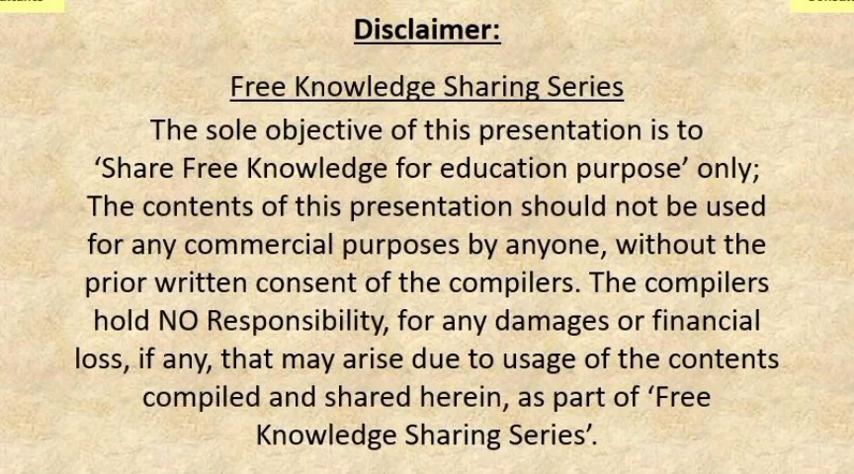 Disclaimer:
Free Knowledge Sharing Series
The sole objective of this presentation is to
‘Share Free Knowledge for education purpose’ only;
The contents of this presentation should not be used
for any commercial purposes by anyone, without the
prior written consent of the compilers. The compilers
hold NO Responsibility, for any damages or financial
loss, if any, that may arise due to usage of the contents
compiled and shared herein, as part of ‘Free
Knowledge Sharing Series’.